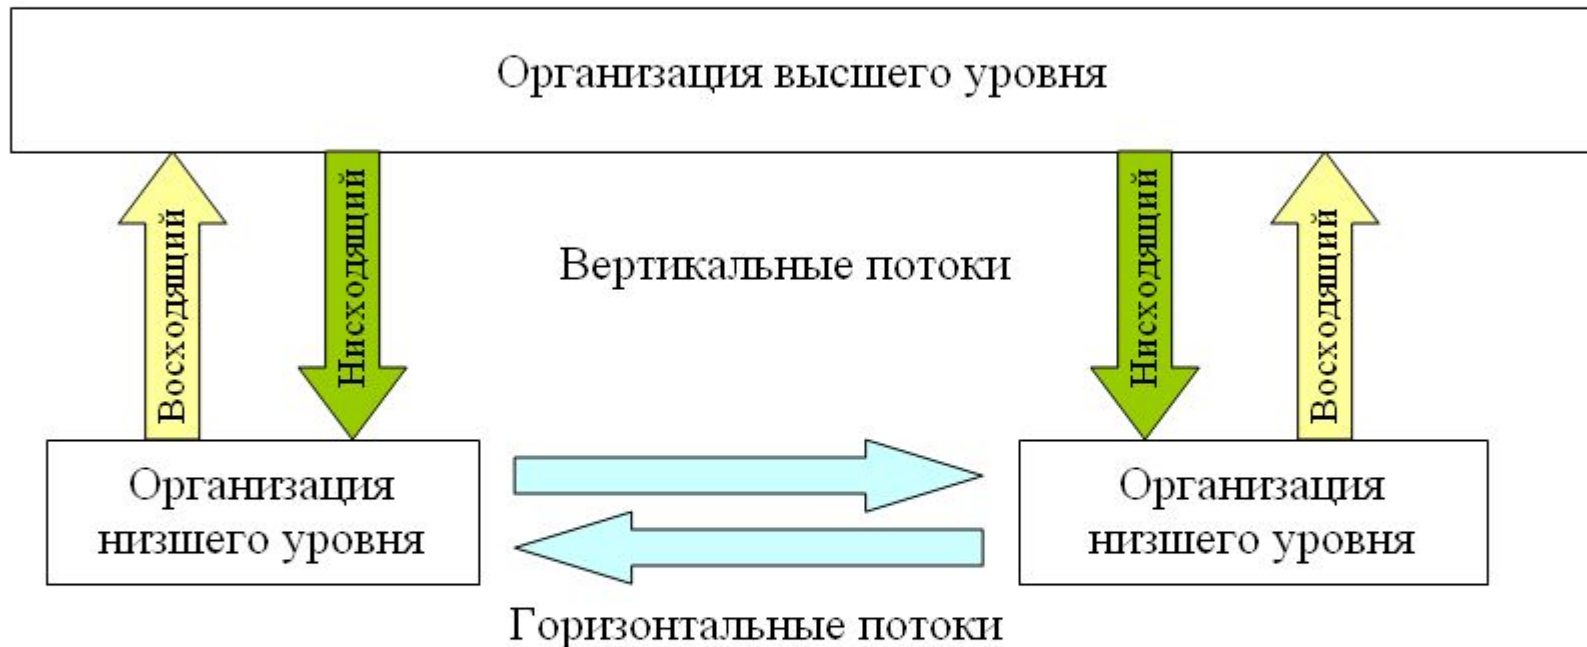 Организация высшего уровня
Восходящий
Нисходящий
Вертикальные потоки
Нисходящий
Восходящий
Организация
низшего уровня
Организация
низшего уровня
Горизонтальные потоки